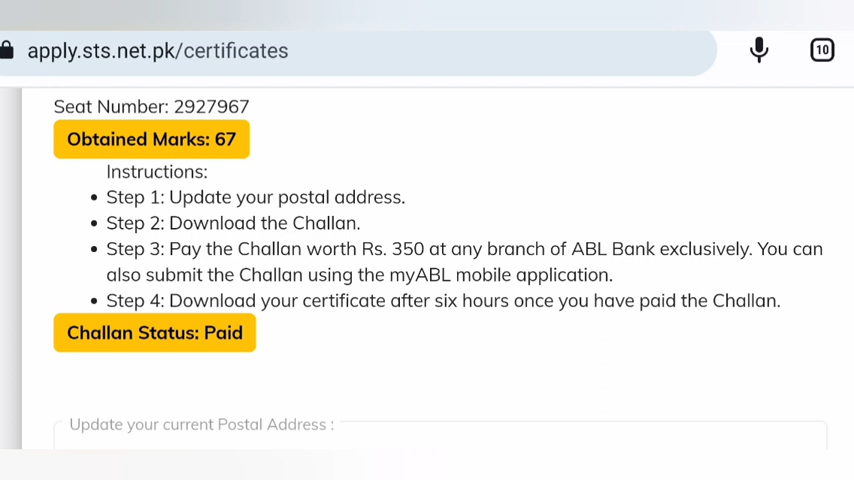 apply.sts.net.pk/certificates
10
Seat Number: 2927967
Obtained Marks: 67
Instructions:
• Step 1: Update your postal address.
• Step 2: Download the Challan.
• Step 3: Pay the Challan worth Rs. 350 at any branch of ABL Bank exclusively. You can
also submit the Challan using the myABL mobile application.
• Step 4: Download your certificate after six hours once you have paid the Challan.
Challan Status: Paid
Update your current Postal Address :